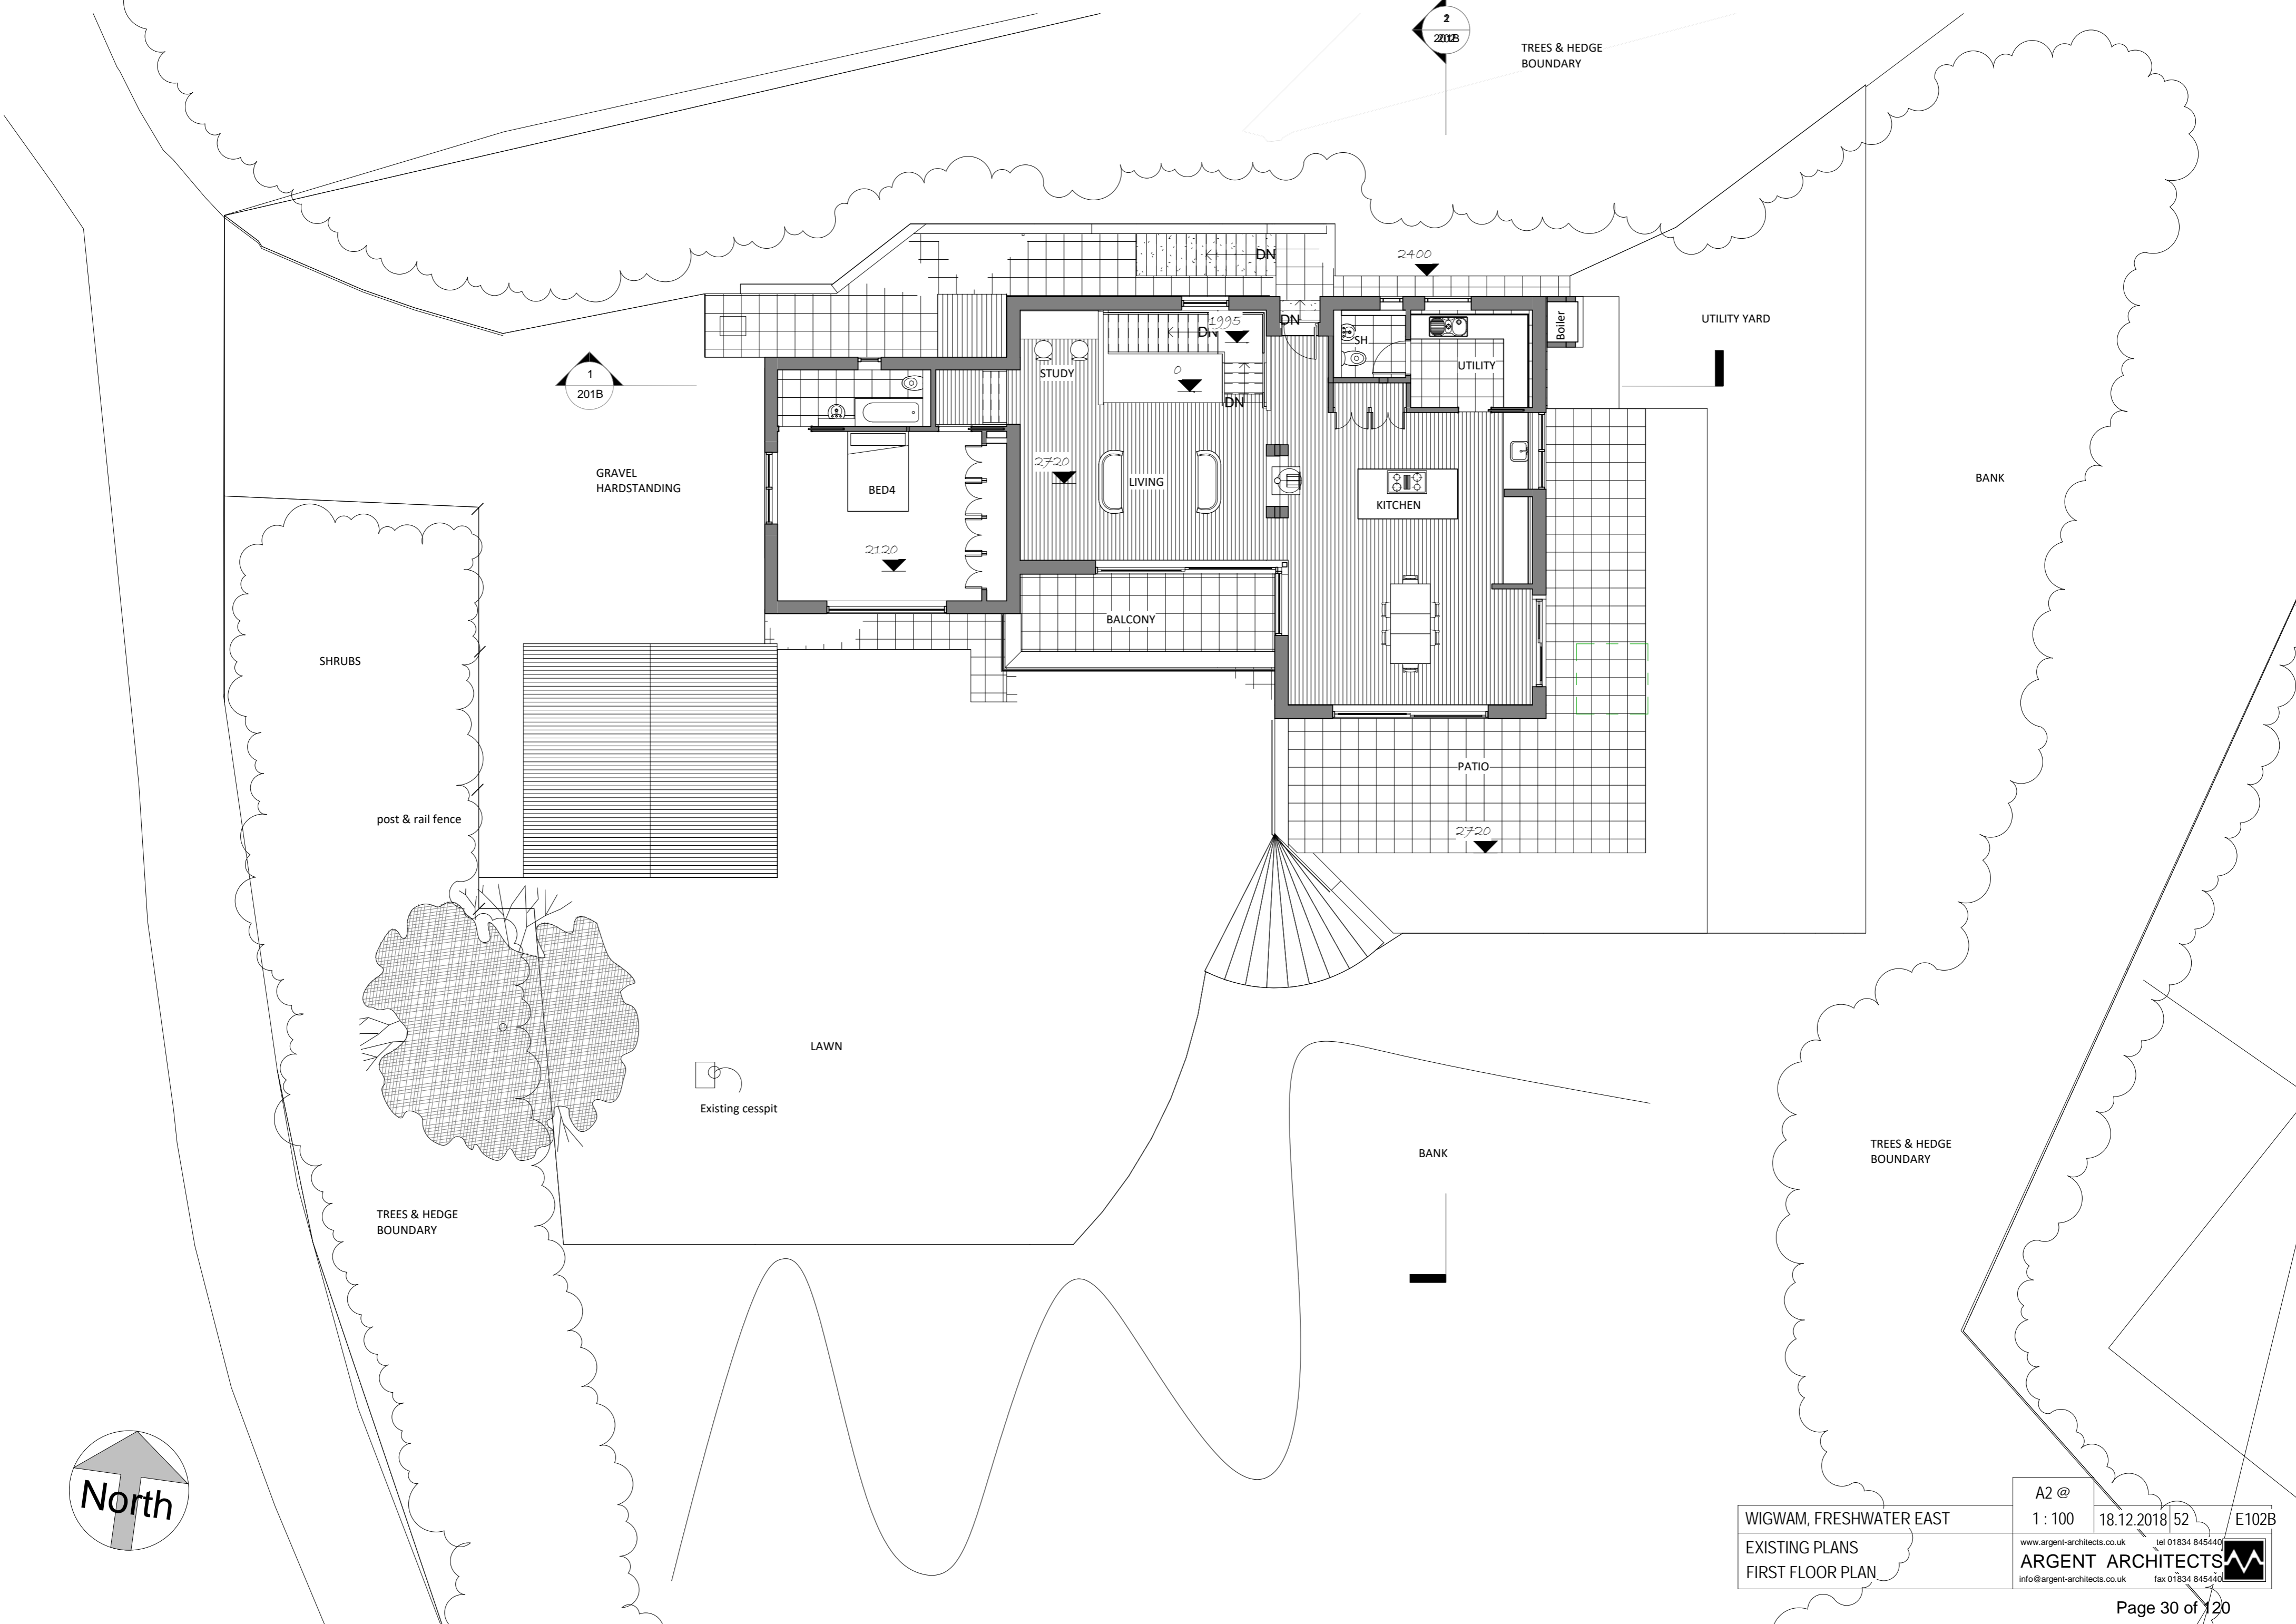 2
TREES & HEDGE
BOUNDARY
DN
2400
Boiler
UTILITY YARD
DN
1995
DN
SH
1
201B
STUDY
0
UTILITY
DN
GRAVEL
HARDSTANDING
2720
LIVING
BED4
KITCHEN
BANK
2120
BALCONY
SHRUBS
PATIO
post & rail fence
2720
LAWN
Existing cesspit
BANK
TREES & HEDGE
BOUNDARY
TREES & HEDGE
BOUNDARY
North
A2 @
WIGWAM, FRESHWATER EAST
1 : 100
18.12.2018
52
E102B
EXISTING PLANS
FIRST FLOOR PLAN
www.argent-architects.co.uk
tel 01834 845440
ARGENT ARCHITECTS
info@argent-architects.co.uk
fax 01834 845440
Page 30 of 120